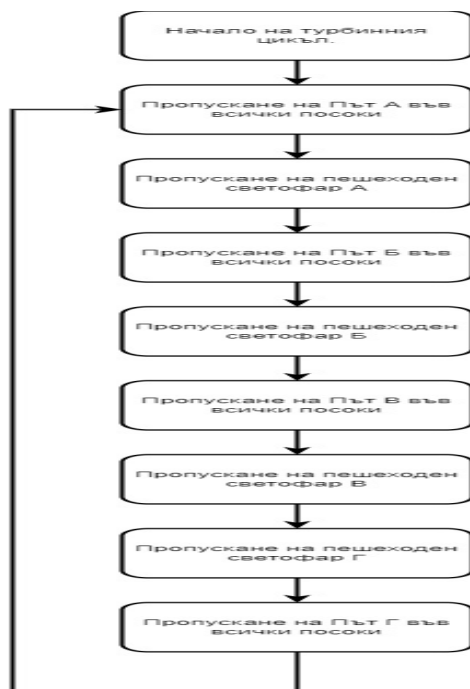 Начало на турбинния
цикъл.
Пропускане на Път А във
всички посоки
Пропускане на пешеходен
светофар А
Пропускане на Път Б във
всички посоки
Пропускане на пешеходен
светофар Б
Пропускане на Път В във
всички посоки
Пропускане на пешеходен
светофар В
Пропускане на пешеходен
светофар Г
Пропускане на Път Г във
всички посоки